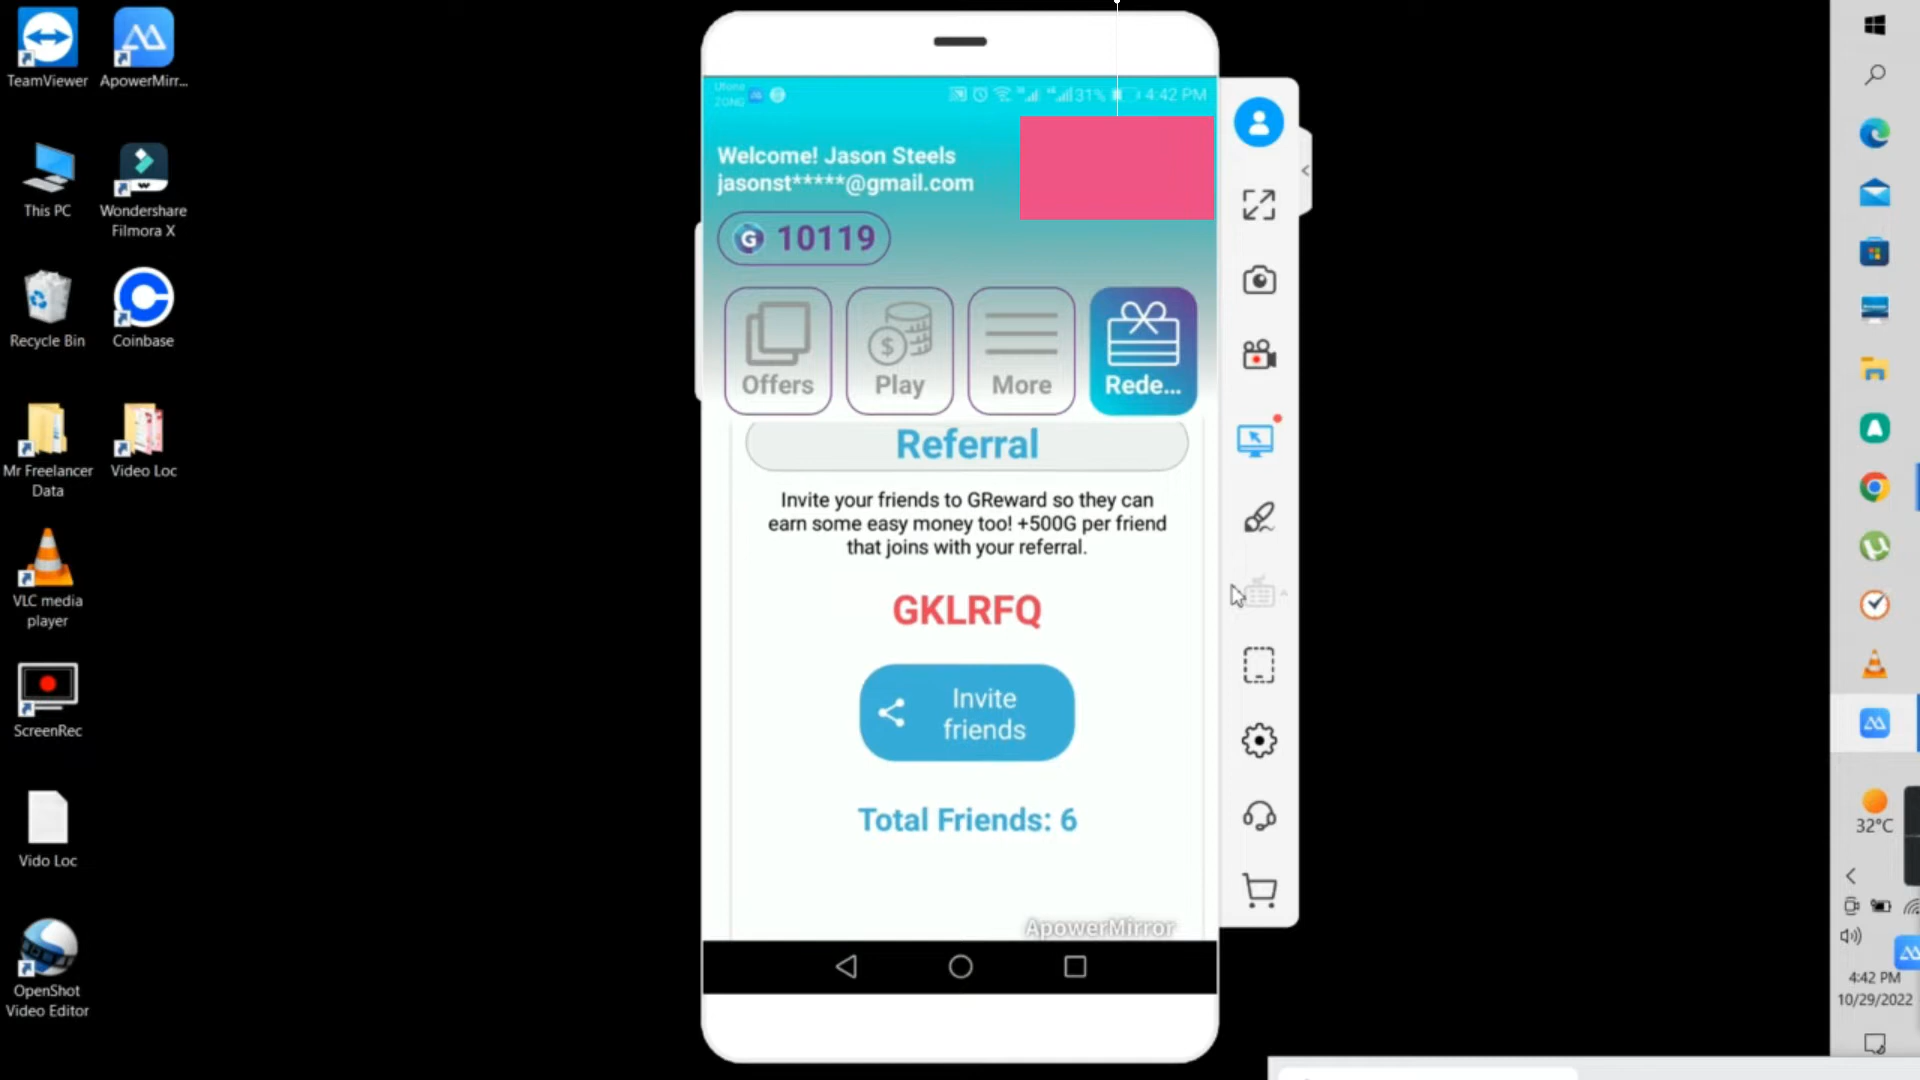 TeamViewer
ApowerMirr...
This PC
Wondershare
Filmora X
Recycle Bin
Coinbase
Mr Freelancer
Data
Video Loc
VLC media
player
ScreenRec
Vido Loc
OpenShot
Video Editor
Ufone
ZONG
31%
4:42 PM
Welcome! Jason Steels
jasonst*****@gmail.com
G 10119
Offers
Play
More
Rede...
Referral
Invite your friends to GReward so they can
earn some easy money too! +500G per friend
that joins with your referral.
GKLRFQ
Invite
friends
Total Friends: 6
ApowerMirror
32°C
4:42 PM
10/29/2022